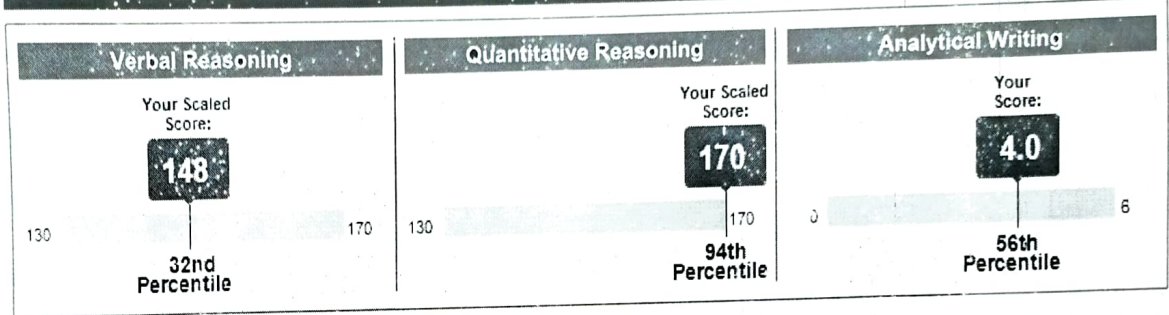 Verbal Reasoning
Your Scaled
Score:
148
130
170
32nd
Percentile
Quantitative Reasoning
Your Scaled
Score:
170
130
170
94th
Percentile
Analytical Writing
Your
Score:
4.0
0
6
56th
Percentile